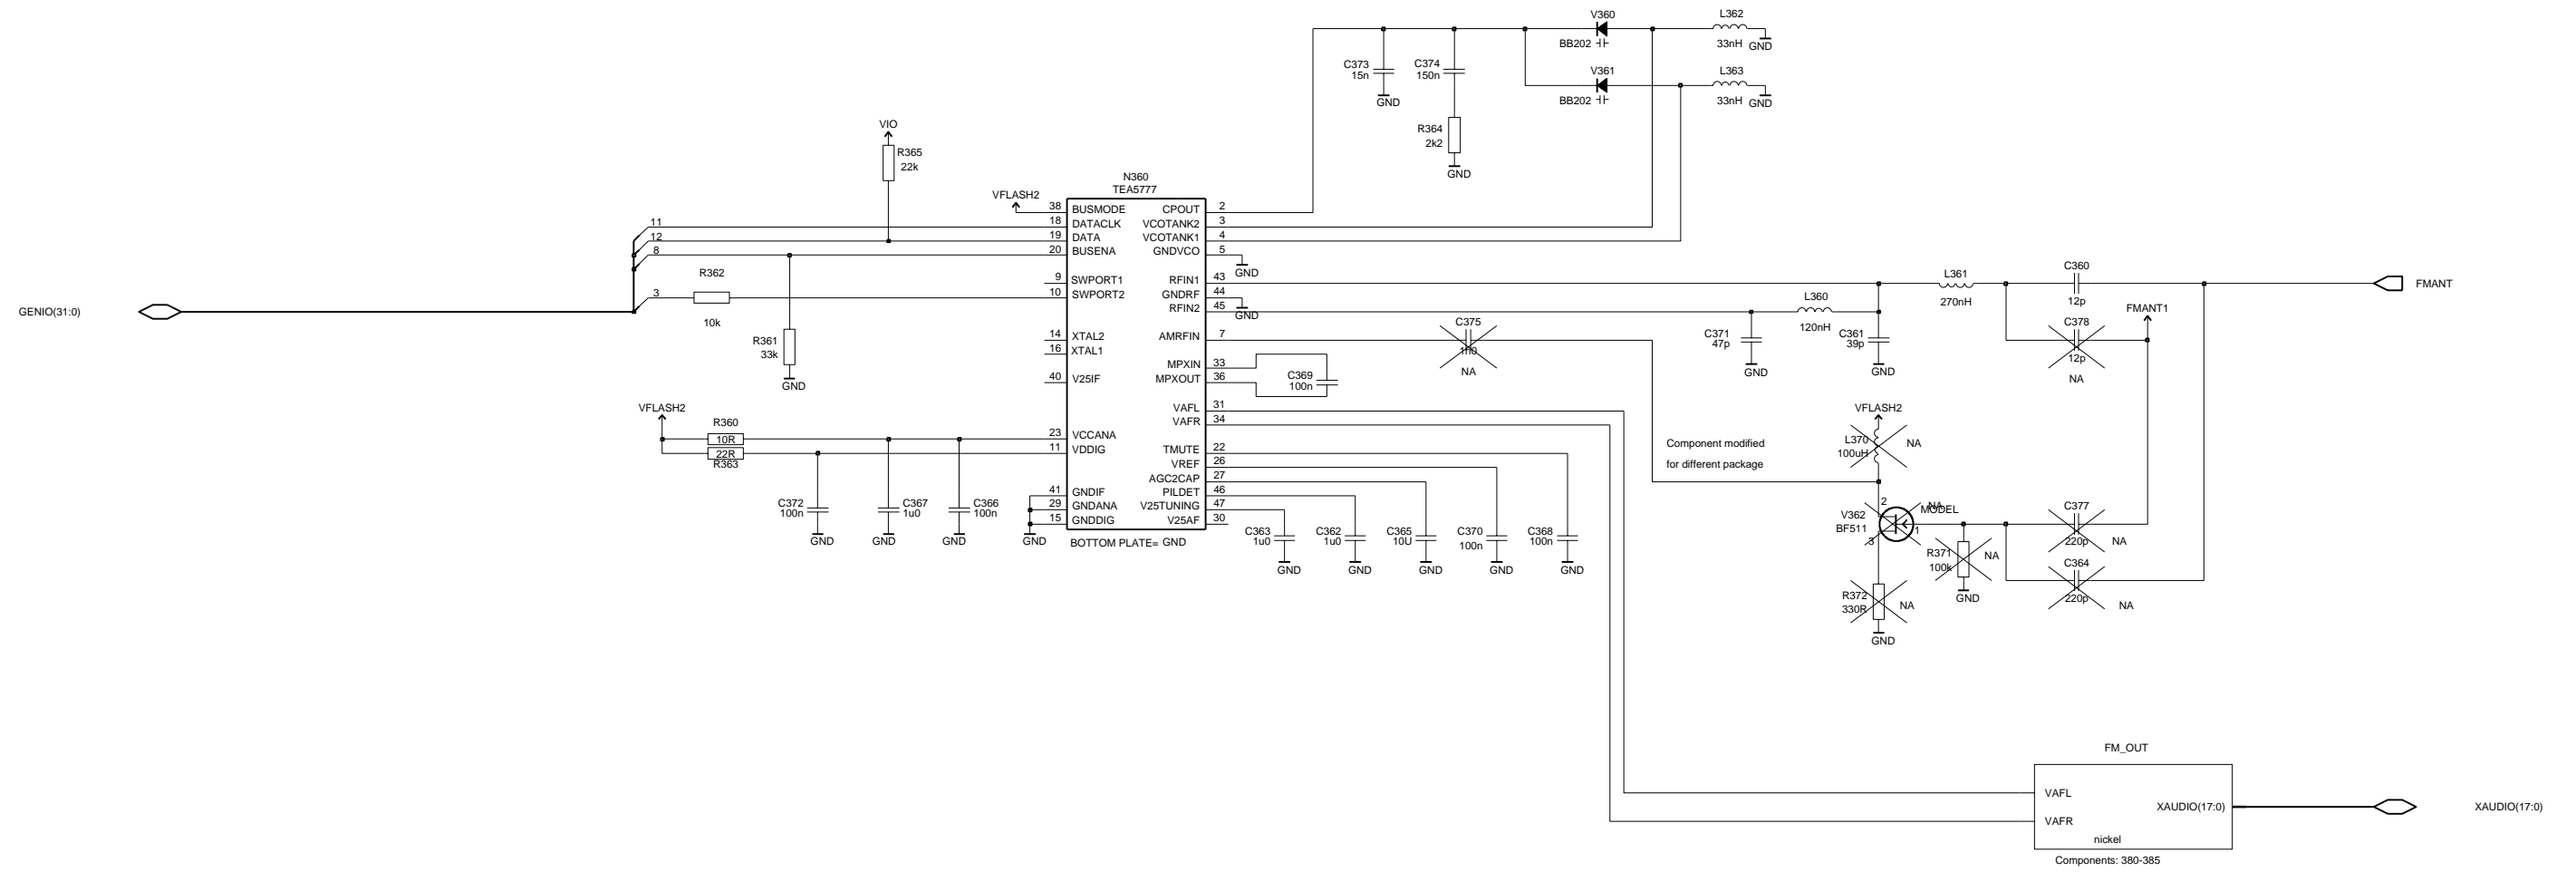 V360
BB202
L362
33nH
GND
C373
15n
GND
C374
150n
V361
BB202
L363
33nH
GND
R364
2k2
GND
VIO
R365
22k
N360
TEA5777
VFLASH2
38 BUSMODE CPOUT 2
11 18 DATACLK VCOTANK2 3
12 19 DATA VCOTANK1 4
8 20 BUSENA GNDVCO 5
GND
R362
10k
9 SWPORT1 RFIN1 43
3 10 SWPORT2 GNDRF 44
RFIN2 45
GND
GENIO(31:0)
R361
33k
GND
14 XTAL2 AMRFIN 7
16 XTAL1
MPXIN 33
40 V25IF MPXOUT 36
C369
100n
VAFL 31
VAFR 34
VFLASH2
R360
10R
22R
R363
23 VCCANA
11 VDDIG TMUTE 22
VREF 26
AGC2CAP 27
41 GNDIF PILDET 46
29 GNDANA V25TUNING 47
15 GNDDIG V25AF 30
GND
BOTTOM PLATE= GND
C372
100n
GND
C367
1u0
GND
C366
100n
GND
C363
1u0
GND
C362
1u0
GND
C365
10U
GND
C370
100n
GND
C368
100n
GND
C375
1n0
NA
L361
270nH
C360
12p
FMANT
L360
120nH
C371
47p
GND
C361
39p
GND
FMANT1
C378
12p
NA
VFLASH2
L370
100uH
NA
Component modified
for different package
2
NA
MODEL
V362
BF511
1
3
R371
100k
NA
GND
C377
220p
NA
C364
220p
NA
R372
330R
NA
GND
FM_OUT
VAFL
XAUDIO(17:0)
VAFR
nickel
Components: 380-385
XAUDIO(17:0)